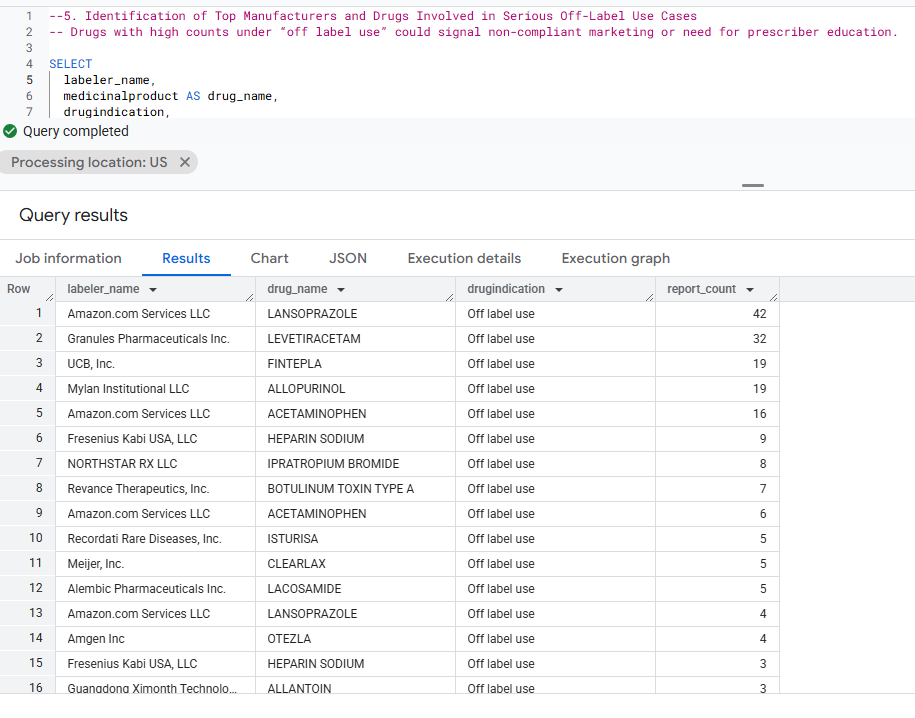 1 --5. Identification of Top Manufacturers and Drugs Involved in Serious Off-Label Use Cases
2 -- Drugs with high counts under “off label use” could signal non-compliant marketing or need for prescriber education.
3
4 SELECT
5 labeler_name,
6 medicinalproduct AS drug_name,
7 drugindication,
Query completed
Processing location: US
Query results
Job information Results Chart JSON Execution details Execution graph
Row labeler_name drug_name drugindication report_count
1 Amazon.com Services LLC LANSOPRAZOLE Off label use 42
2 Granules Pharmaceuticals Inc. LEVETIRACETAM Off label use 32
3 UCB, Inc. FINTEPLA Off label use 19
4 Mylan Institutional LLC ALLOPURINOL Off label use 19
5 Amazon.com Services LLC ACETAMINOPHEN Off label use 16
6 Fresenius Kabi USA, LLC HEPARIN SODIUM Off label use 9
7 NORTHSTAR RX LLC IPRATROPIUM BROMIDE Off label use 8
8 Revance Therapeutics, Inc. BOTULINUM TOXIN TYPE A Off label use 7
9 Amazon.com Services LLC ACETAMINOPHEN Off label use 6
10 Recordati Rare Diseases, Inc. ISTURISA Off label use 5
11 Meijer, Inc. CLEARLAX Off label use 5
12 Alembic Pharmaceuticals Inc. LACOSAMIDE Off label use 5
13 Amazon.com Services LLC LANSOPRAZOLE Off label use 4
14 Amgen Inc OTEZLA Off label use 4
15 Fresenius Kabi USA, LLC HEPARIN SODIUM Off label use 3
16 Guangdong Ximonth Technolo... ALLANTOIN Off label use 3